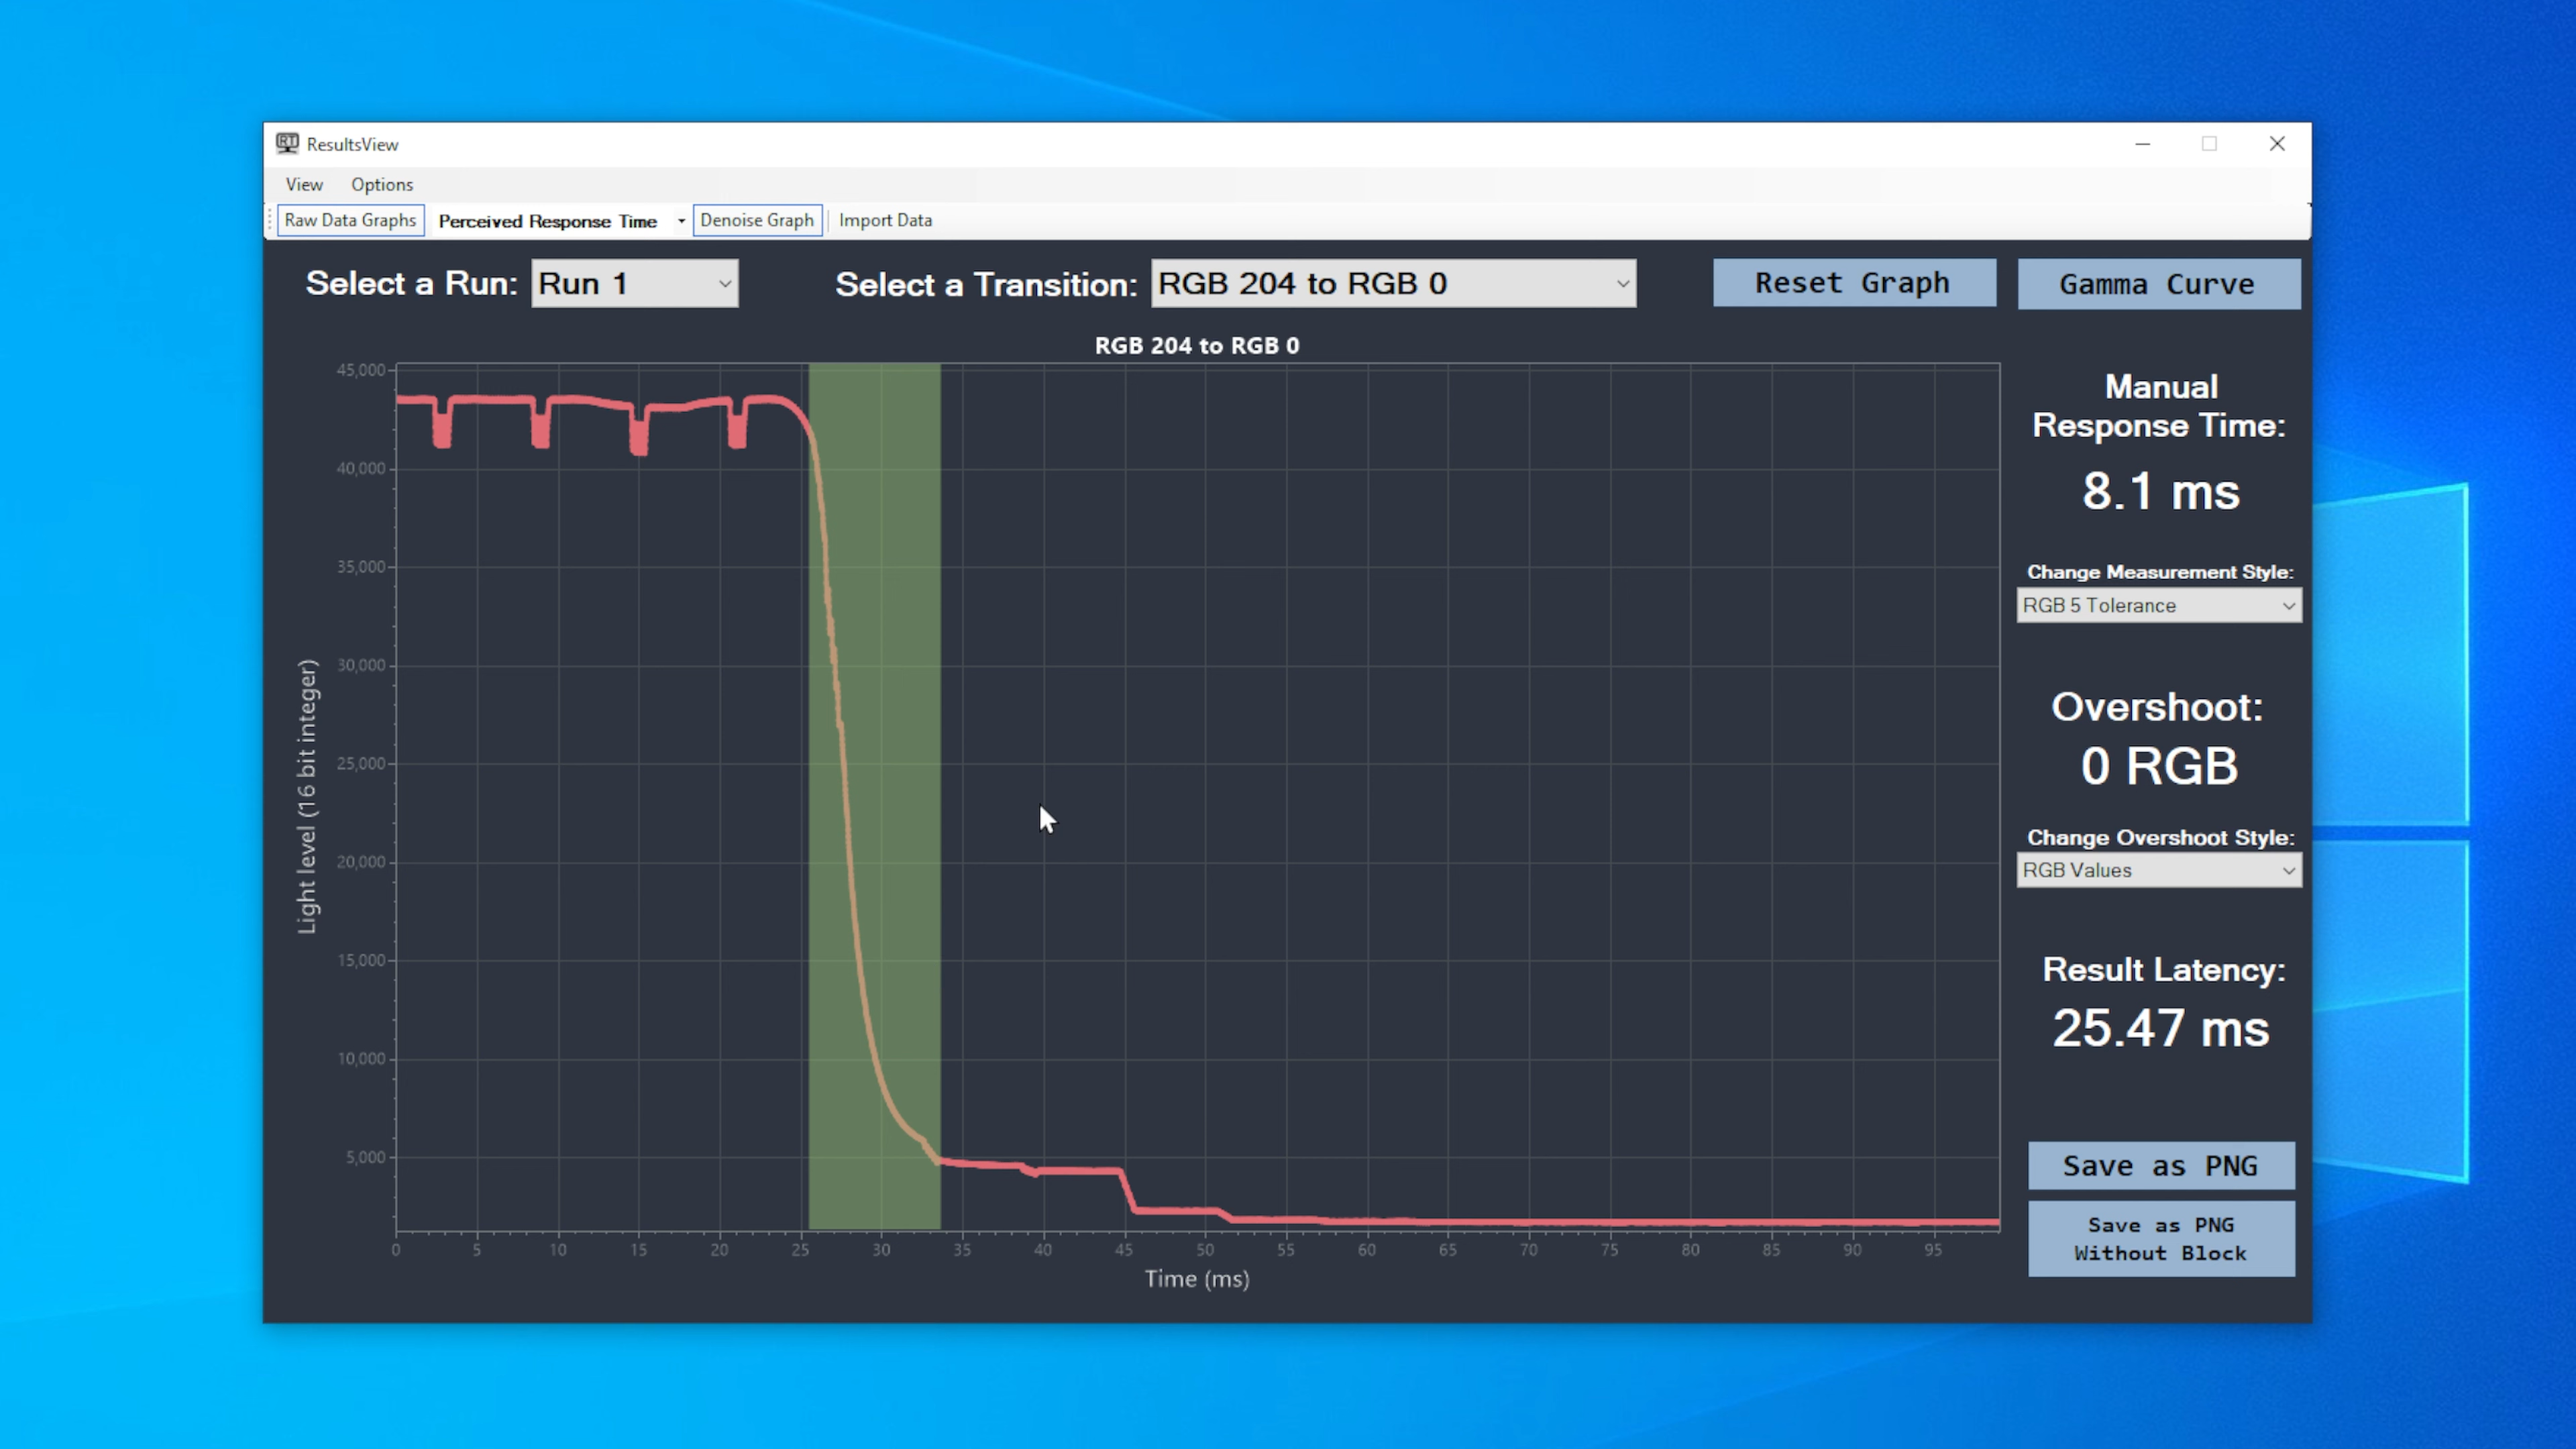 RT
ResultsView
View Options
Raw Data Graphs Perceived Response Time Denoise Graph Import Data
Select a Run: Run 1 Select a Transition: RGB 204 to RGB 0 Reset Graph Gamma Curve
RGB 204 to RGB 0
45,000
40,000
35,000
30,000
25,000
20,000
15,000
10,000
5,000
Light level (16 bit integer)
0 5 10 15 20 25 30 35 40 45 50 55 60 65 70 75 80 85 90 95
Time (ms)
Manual
Response Time:
8.1 ms
Change Measurement Style:
RGB 5 Tolerance
Overshoot:
0 RGB
Change Overshoot Style:
RGB Values
Result Latency:
25.47 ms
Save as PNG
Save as PNG
Without Block